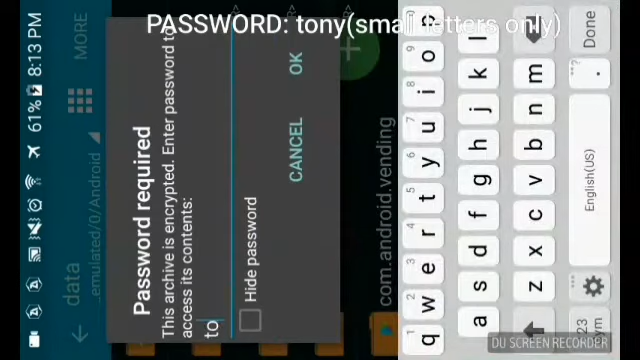 PASSWORD: tony(small letters only)
61% 8:13 PM
data
_emulated/0/Android
MORE
Password required
This archive is encrypted. Enter password to
access its contents:
to
Hide password
CANCEL
OK
com.android.vending
q w e r t y u i o
a s d f g h j k l
z x c v b n m
English(US)
.
Done
DU SCREEN RECORDER